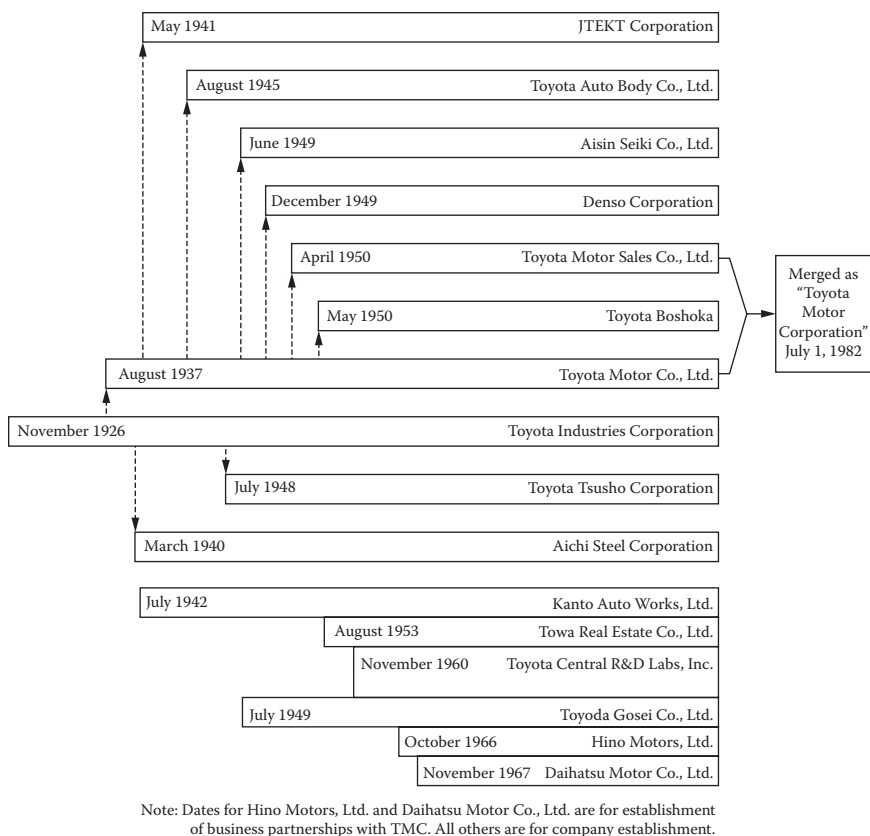 May 1941 JTEKT Corporation
August 1945 Toyota Auto Body Co., Ltd.
June 1949 Aisin Seiki Co., Ltd.
December 1949 Denso Corporation
April 1950 Toyota Motor Sales Co., Ltd.
May 1950 Toyota Boshoka
August 1937 Toyota Motor Co., Ltd.
Merged as
“Toyota
Motor
Corporation”
July 1, 1982
November 1926 Toyota Industries Corporation
July 1948 Toyota Tsusho Corporation
March 1940 Aichi Steel Corporation
July 1942 Kanto Auto Works, Ltd.
August 1953 Towa Real Estate Co., Ltd.
November 1960 Toyota Central R&D Labs, Inc.
July 1949 Toyoda Gosei Co., Ltd.
October 1966 Hino Motors, Ltd.
November 1967 Daihatsu Motor Co., Ltd.
Note: Dates for Hino Motors, Ltd. and Daihatsu Motor Co., Ltd. are for establishment
of business partnerships with TMC. All others are for company establishment.